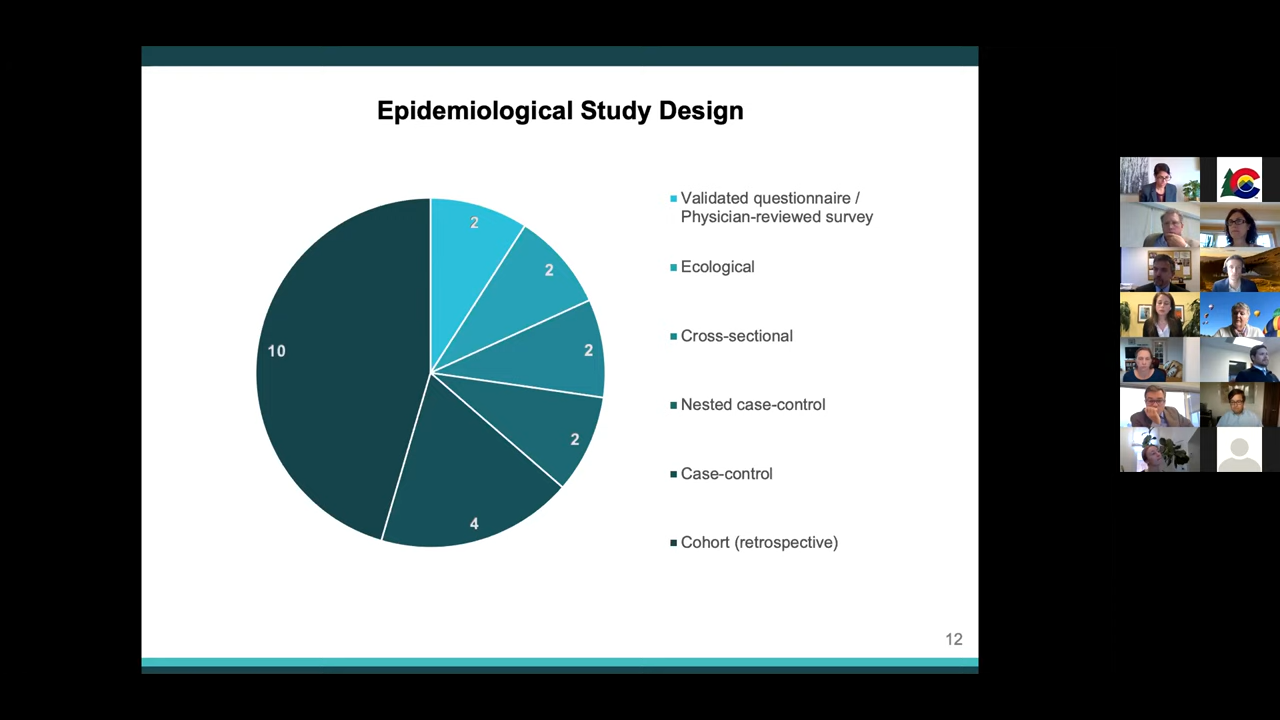 Epidemiological Study Design
2
2
2
2
4
10
Validated questionnaire /
Physician-reviewed survey
Ecological
Cross-sectional
Nested case-control
Case-control
Cohort (retrospective)
12